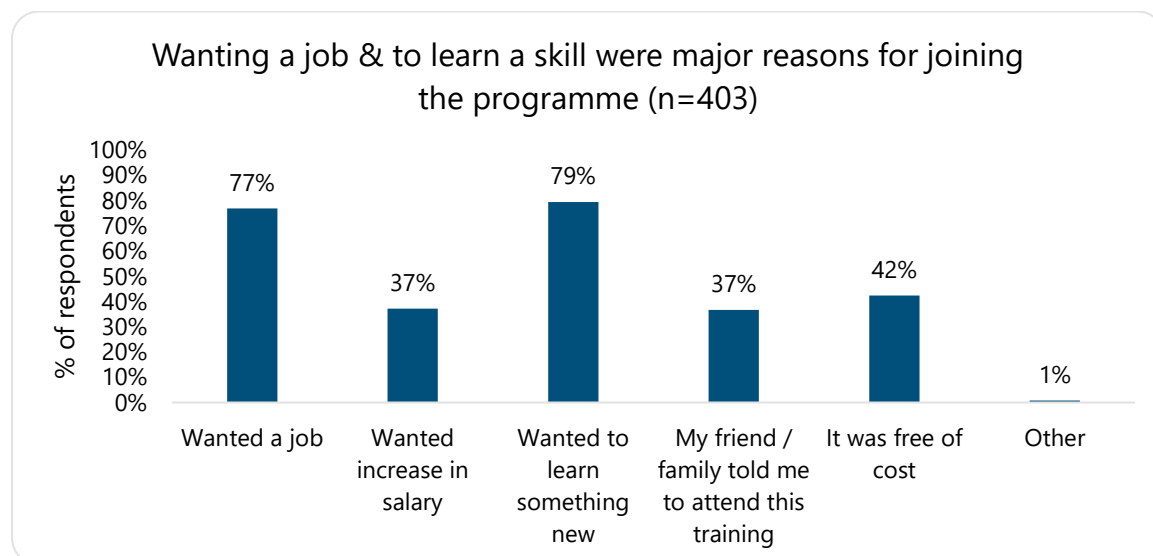 Wanting a job & to learn a skill were major reasons for joining
the programme (n=403)
% of respondents
100%
90%
80%
70%
60%
50%
40%
30%
20%
10%
0%
77%
37%
79%
37%
42%
1%
Wanted a job
Wanted
increase in
salary
Wanted to
learn
something
new
My friend /
family told me
to attend this
training
It was free of
cost
Other